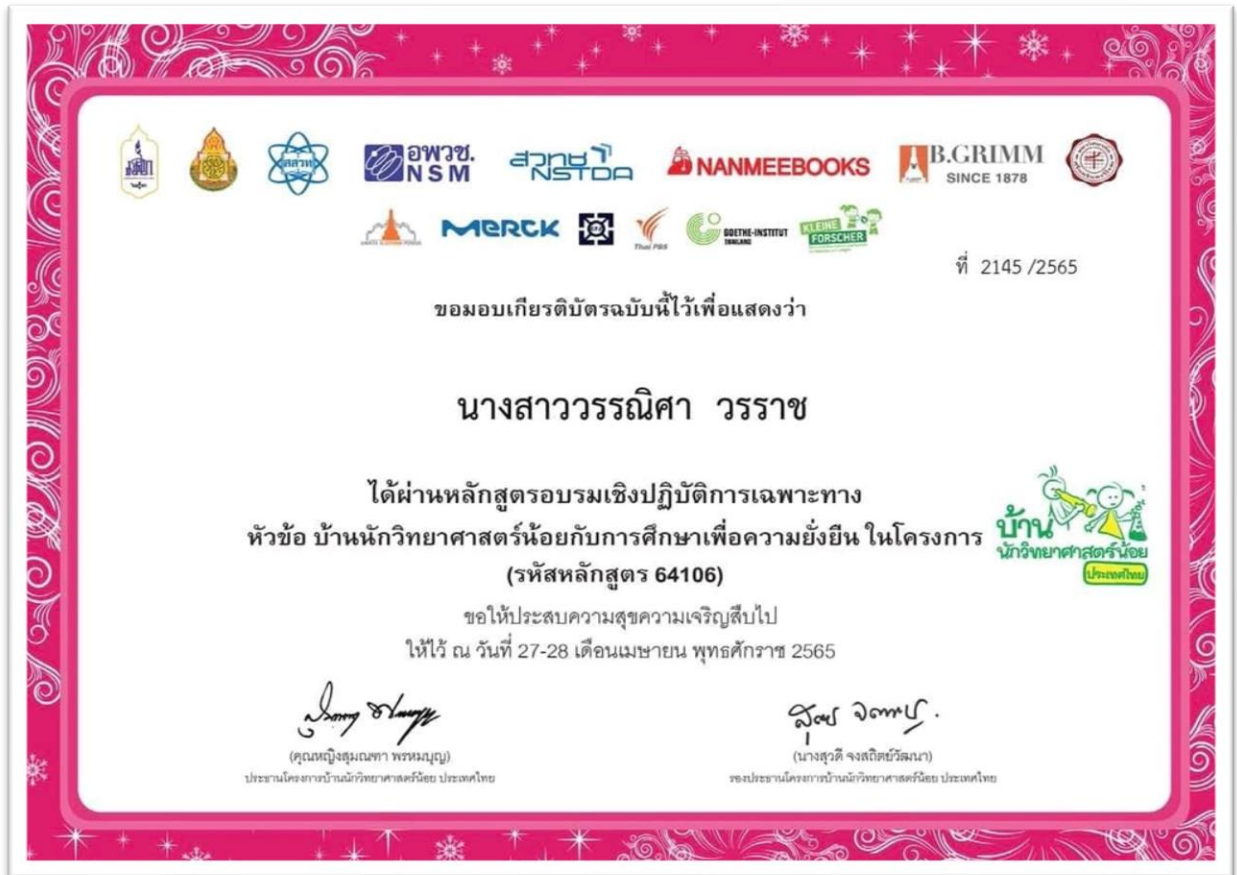 สสวท
อพวช.
NSM
สวทช
NSTDA
NANMEEBOOKS
B.GRIMM
SINCE 1878
MERCK
Thai PBS
GOETHE-INSTITUT
THAILAND
KLEINE
FORSCHER
ที่ 2145 /2565
ขอมอบเกียรติบัตรฉบับนี้ไว้เพื่อแสดงว่า
นางสาววรรณิศา วรราช
ได้ผ่านหลักสูตรอบรมเชิงปฏิบัติการเฉพาะทาง
หัวข้อ บ้านนักวิทยาศาสตร์น้อยกับการศึกษาเพื่อความยั่งยืน ในโครงการ
บ้าน
นักวิทยาศาสตร์น้อย
ประเทศไทย
(รหัสหลักสูตร 64106)
ขอให้ประสบความสุขความเจริญสืบไป
ให้ไว้ ณ วันที่ 27-28 เดือนเมษายน พุทธศักราช 2565
(คุณหญิงสุมณฑา พรหมบุญ)
ประธานโครงการบ้านนักวิทยาศาสตร์น้อย ประเทศไทย
(นางสุวดี จงสถิตย์วัฒนา)
รองประธานโครงการบ้านนักวิทยาศาสตร์น้อย ประเทศไทย